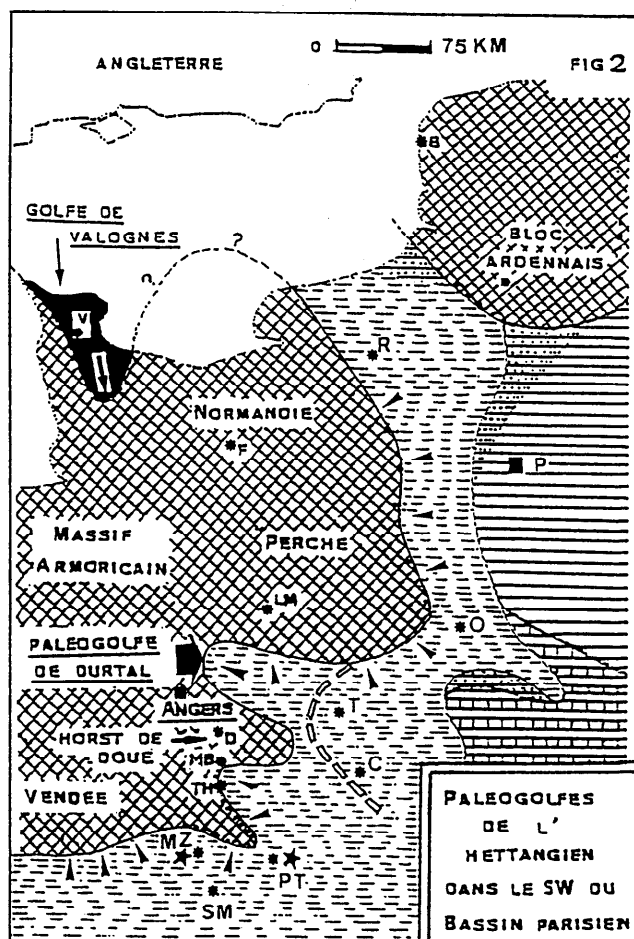 0 75 KM
FIG 2
ANGLETERRE
B
GOLFE DE
VALOGNES
?
BLOC
ARDENNAIS
V
R
NORMANDIE
F
P
MASSIF
ARMORICAIN
PERCHE
LM
O
PALEOGOLFE
DE DURTAL
ANGERS
T
HORST DE
DOUE
D
MB
C
VENDEE
TH
MZ
PT
SM
PALEOGOLFES
DE L'
HETTANGIEN
DANS LE SW DU
BASSIN PARISIEN